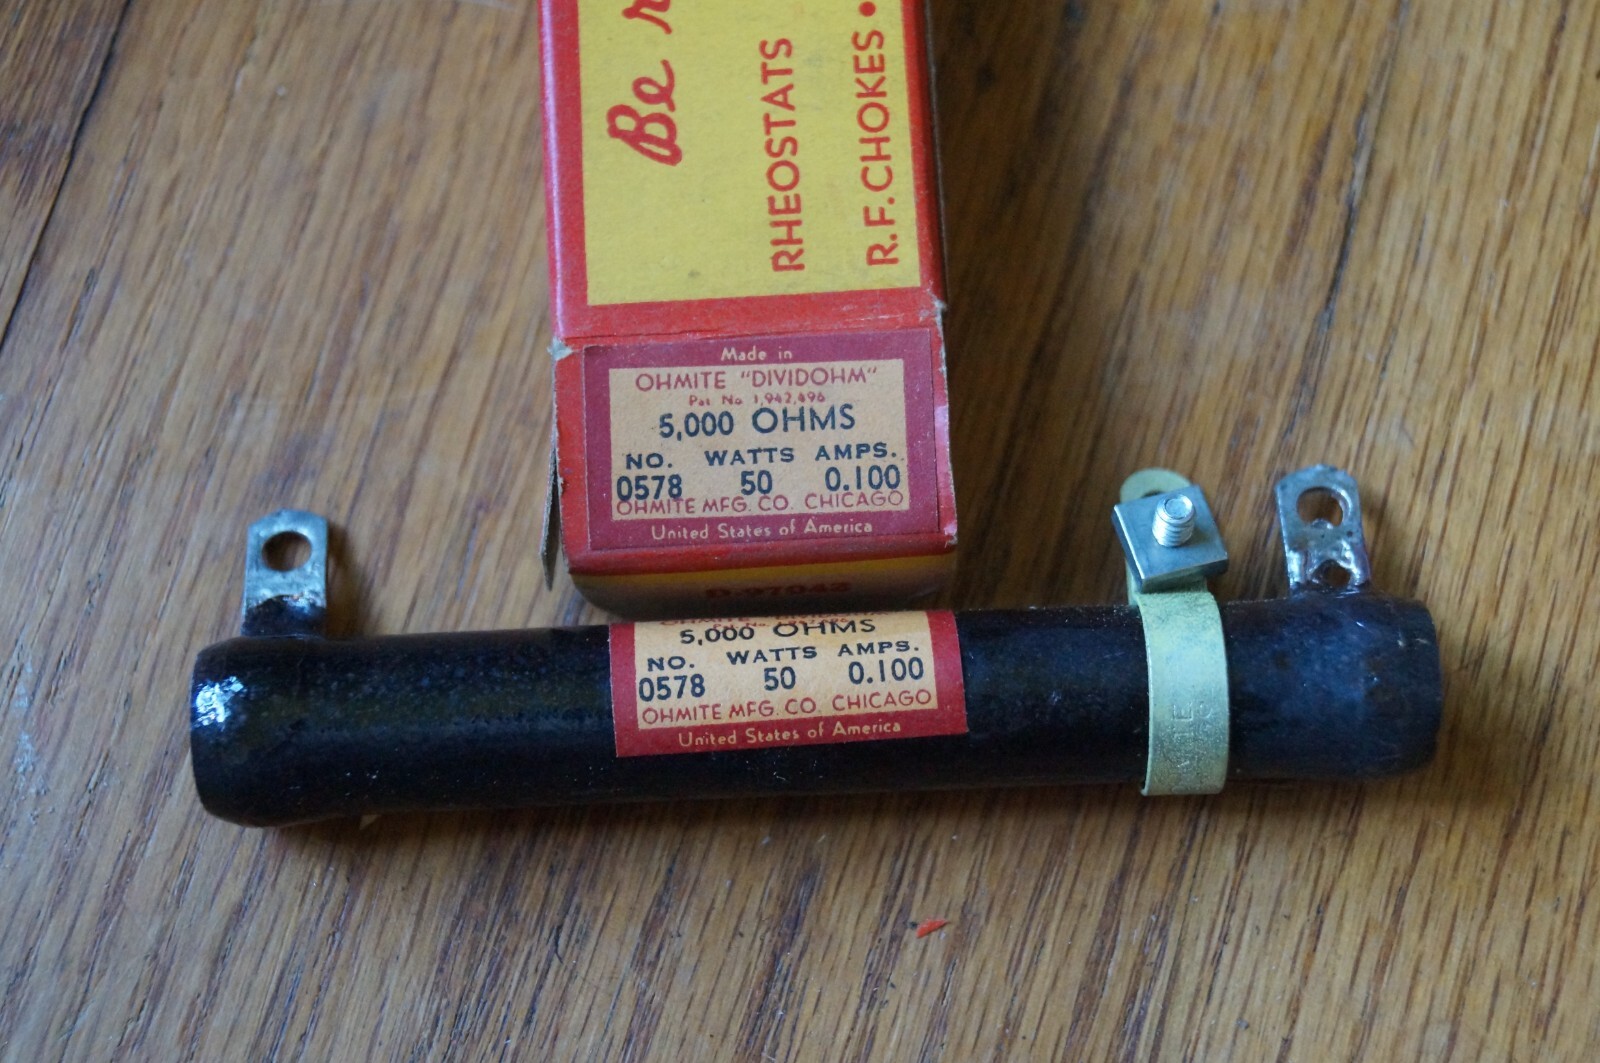 Be
RHEOSTATS
R.F. CHOKES •
Made in
OHMITE "DIVIDOHM"
Pat. No. 1,942,496
5,000 OHMS
NO. WATTS AMPS.
0578 50 0.100
OHMITE MFG. CO. CHICAGO
United States of America
D-97042
5,000 OHMS
NO. WATTS AMPS.
0578 50 0.100
OHMITE MFG. CO. CHICAGO
United States of America